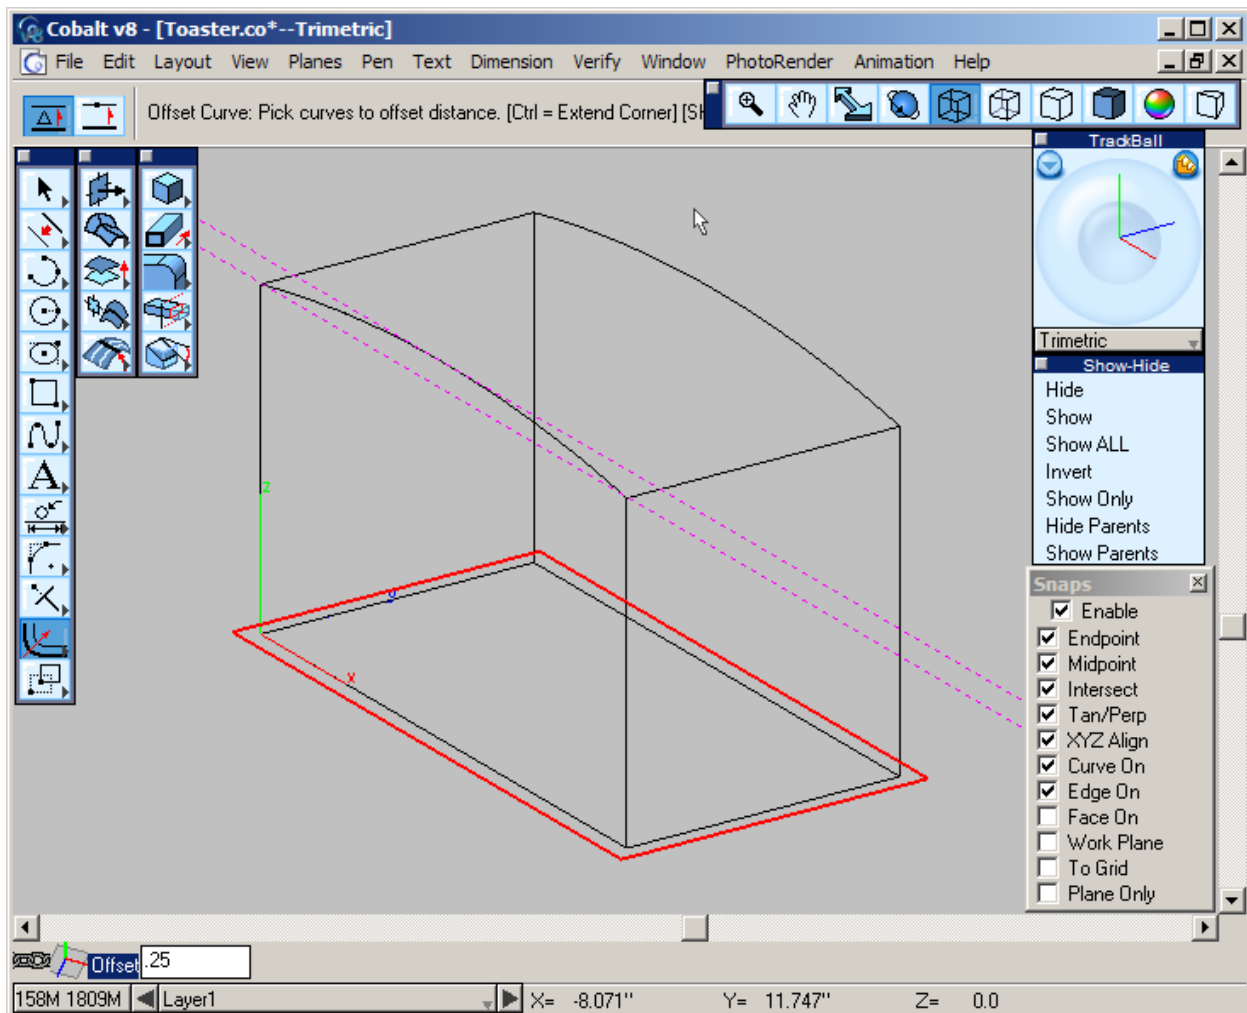 Cobalt v8 - [Toaster.co*--Trimetric]
File Edit Layout View Planes Pen Text Dimension Verify Window PhotoRender Animation Help
Offset Curve: Pick curves to offset distance. [Ctrl = Extend Corner] [S
TrackBall
Trimetric
Show-Hide
Hide
Show
Show ALL
Invert
Show Only
Hide Parents
Show Parents
Snaps
Enable
Endpoint
Midpoint
Intersect
Tan/Perp
XYZ Align
Curve On
Edge On
Face On
Work Plane
To Grid
Plane Only
A
z
y
x
Offset .25
158M 1809M Layer1 X= -8.071" Y= 11.747" Z= 0.0